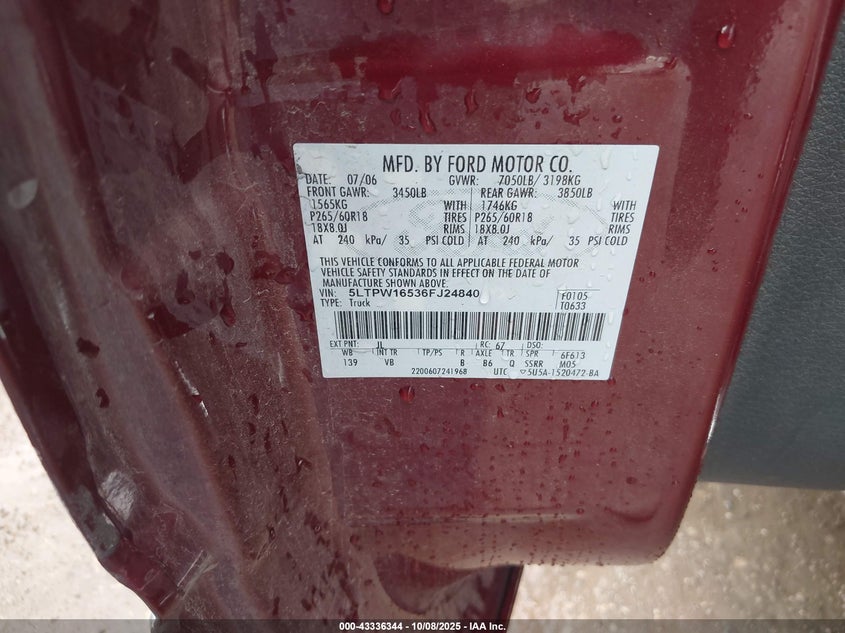 MFD. BY FORD MOTOR CO.
DATE: 07/06 GVWR: 7050LB/ 3198KG
FRONT GAWR: 3450LB REAR GAWR: 3850LB
1565KG WITH 1746KG WITH
P265/60R18 TIRES P265/60R18 TIRES
18X8.0J RIMS 18X8.0J RIMS
AT 240 kPa/ 35 PSI COLD AT 240 kPa/ 35 PSI COLD
THIS VEHICLE CONFORMS TO ALL APPLICABLE FEDERAL MOTOR
VEHICLE SAFETY STANDARDS IN EFFECT ON THE DATE OF
MANUFACTURE SHOWN ABOVE.
VIN: 5LTPW16536FJ24840 F0105
TYPE: Truck T0633
EXT PNT: JL RC: 67 DSO:
WB INT TR TP/PS R AXLE TR SPR 6F613
139 VB B B6 Q SSRR M05
2200607241968 UTC ▽5U5A-1520472-BA
000-43336344 - 10/08/2025 - IAA Inc.